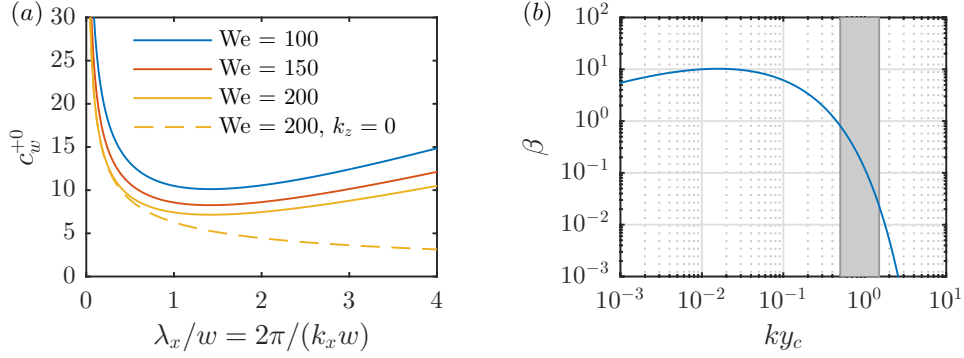 (a)
30
25
20
15
10
5
0
c_w^{+0}
We = 100
We = 150
We = 200
We = 200, k_z = 0
0 1 2 3 4
λ_x/w = 2π/(k_x w)
(b)
10^2
10^1
10^0
10^{-1}
10^{-2}
10^{-3}
β
10^{-3} 10^{-2} 10^{-1} 10^0 10^1
ky_c